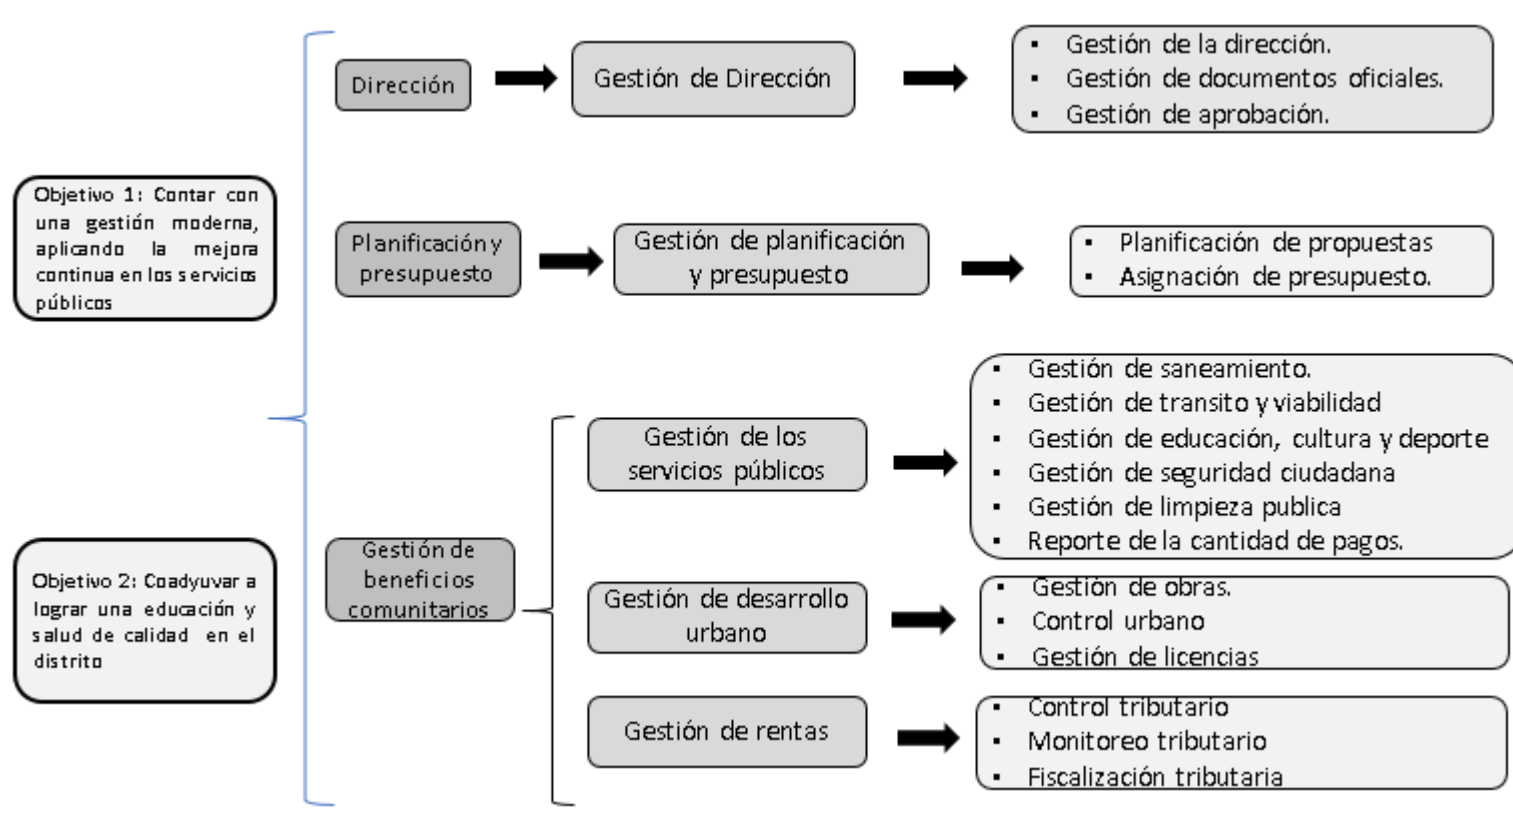 Objetivo 1: Contar con
una gestión moderna,
aplicando la mejora
continua en los servicios
públicos
Objetivo 2: Coadyuvar a
lograr una educación y
salud de calidad en el
distrito
Dirección
Gestión de Dirección
▪ Gestión de la dirección.
▪ Gestión de documentos oficiales.
▪ Gestión de aprobación.
Planificación y
presupuesto
Gestión de planificación
y presupuesto
▪ Planificación de propuestas
▪ Asignación de presupuesto.
Gestión de
beneficios
comunitarios
Gestión de los
servicios públicos
▪ Gestión de saneamiento.
▪ Gestión de transito y viabilidad
▪ Gestión de educación, cultura y deporte
▪ Gestión de seguridad ciudadana
▪ Gestión de limpieza publica
▪ Reporte de la cantidad de pagos.
Gestión de desarrollo
urbano
▪ Gestión de obras.
▪ Control urbano
▪ Gestión de licencias
Gestión de rentas
▪ Control tributario
▪ Monitoreo tributario
▪ Fiscalización tributaria